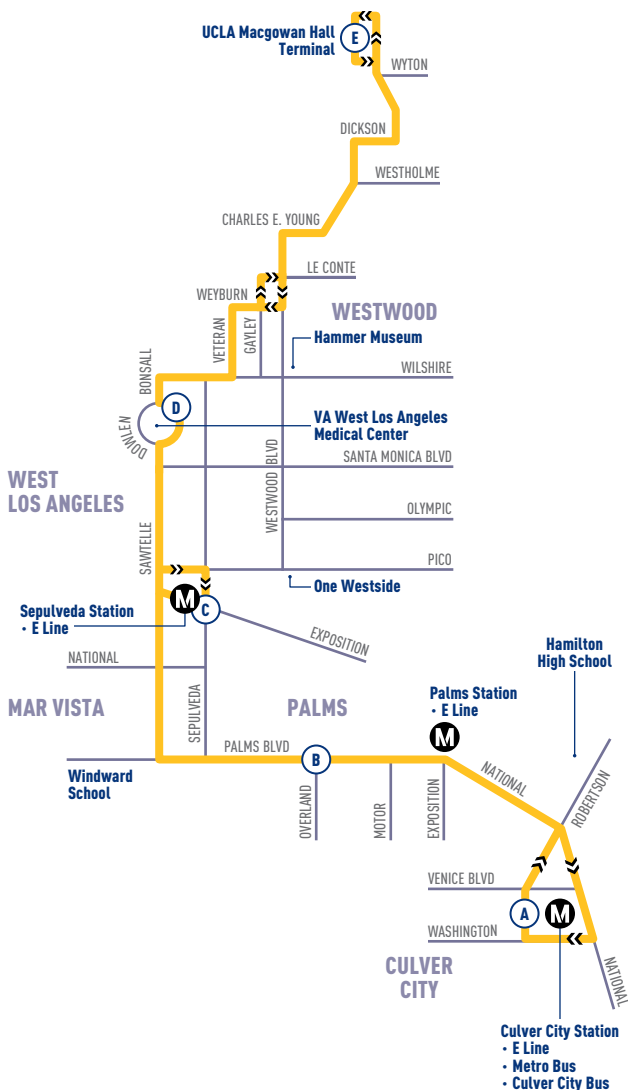 UCLA Macgowan Hall
Terminal
E
WYTON
DICKSON
WESTHOLME
CHARLES E. YOUNG
LE CONTE
WEYBURN
WESTWOOD
VETERAN
GAYLEY
Hammer Museum
BONSALL
WILSHIRE
D
DOWLEN
VA West Los Angeles
Medical Center
WESTWOOD BLVD
SANTA MONICA BLVD
WEST
LOS ANGELES
OLYMPIC
SAWTELLE
PICO
One Westside
M
C
Sepulveda Station
• E Line
EXPOSITION
NATIONAL
Hamilton
High School
SEPULVEDA
MAR VISTA
PALMS
Palms Station
• E Line
M
PALMS BLVD
B
NATIONAL
Windward
School
OVERLAND
MOTOR
EXPOSITION
ROBERTSON
VENICE BLVD
A
M
WASHINGTON
CULVER
CITY
NATIONAL
Culver City Station
• E Line
• Metro Bus
• Culver City Bus